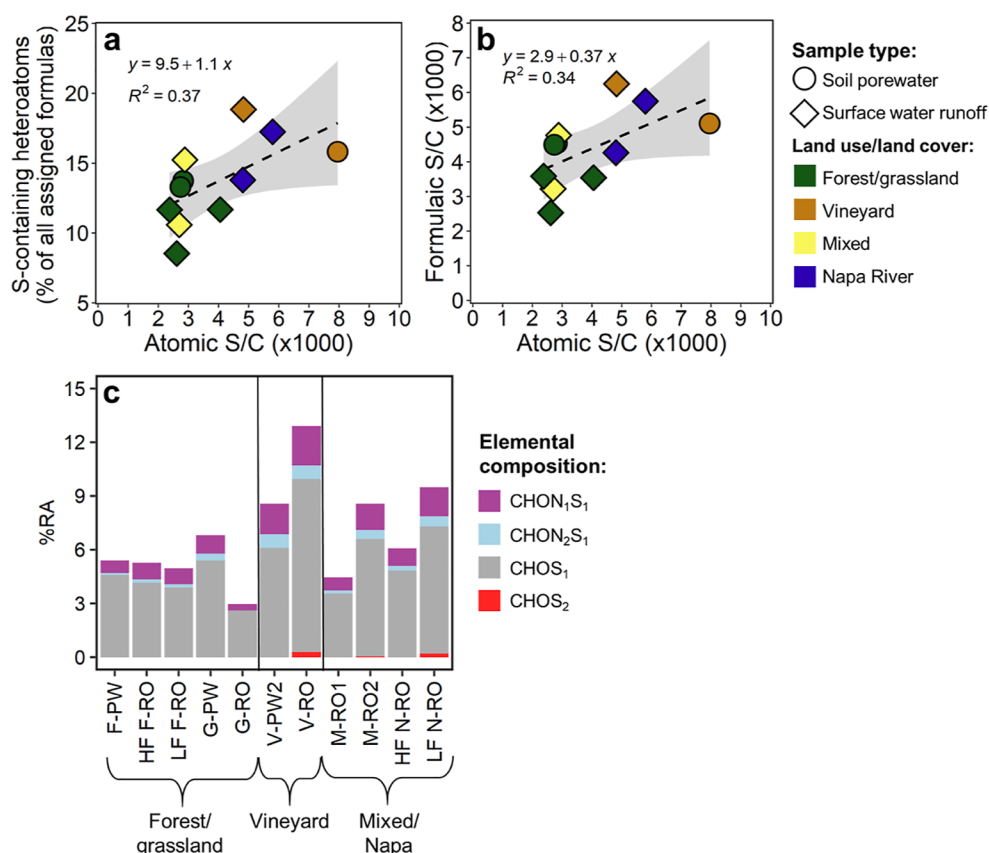 a
y = 9.5 + 1.1 x
R² = 0.37
S-containing heteroatoms
(% of all assigned formulas)
25
20
15
10
5
0 1 2 3 4 5 6 7 8 9 10
Atomic S/C (x1000)
b
y = 2.9 + 0.37 x
R² = 0.34
Formulaic S/C (x1000)
8
7
6
5
4
3
2
1
0
0 1 2 3 4 5 6 7 8 9 10
Atomic S/C (x1000)
Sample type:
Soil porewater
Surface water runoff
Land use/land cover:
Forest/grassland
Vineyard
Mixed
Napa River
c
%RA
15
12
9
6
3
0
F-PW
HF F-RO
LF F-RO
G-PW
G-RO
V-PW2
V-RO
M-RO1
M-RO2
HF N-RO
LF N-RO
Forest/
grassland
Vineyard
Mixed/
Napa
Elemental
composition:
CHON₁S₁
CHON₂S₁
CHOS₁
CHOS₂